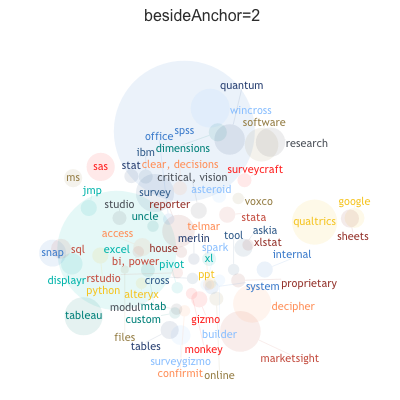 besideAnchor=2
quantum
wincross
software
office
spss
research
dimensions
ibm
stat
clear, decisions
sas
surveycraft
ms
critical, vision
jmp
survey
asteroid
studio
reporter
voxco
google
uncle
stata
qualtrics
access
telmar
askia
merlin
tool
xlstat
sheets
snap
sql
excel
house
spark
internal
bi, power
pivot
xl
displayr
rstudio
cross
ppt
system
proprietary
python
alteryx
modul
mtab
decipher
tableau
custom
gizmo
files
builder
tables
monkey
marketsight
surveygizmo
confirmit
online